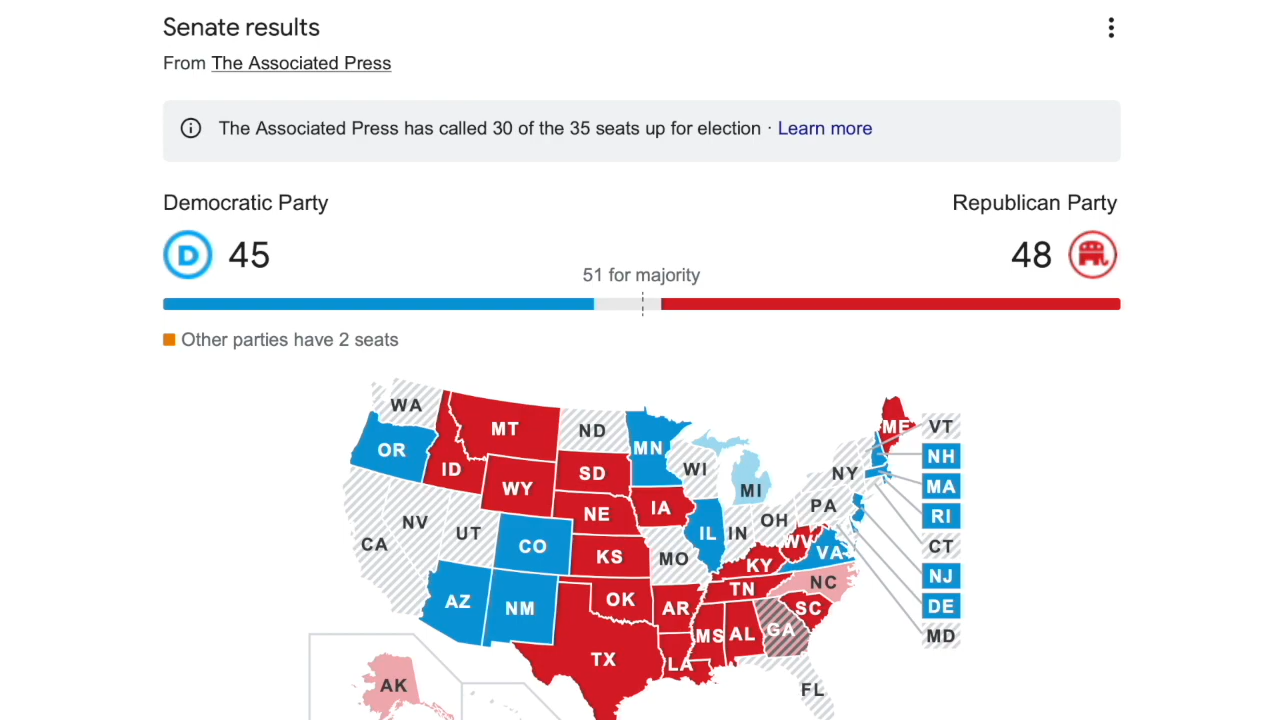 Senate results
From The Associated Press
The Associated Press has called 30 of the 35 seats up for election · Learn more
Democratic Party
Republican Party
D 45
48
51 for majority
Other parties have 2 seats
WA
MT
ND
MN
ME
VT
OR
ID
SD
WI
MI
NY
NH
WY
MA
NE
IA
PA
RI
NV
UT
CO
IL
IN
OH
CA
KS
MO
WV
VA
CT
KY
NJ
AZ
NM
OK
AR
TN
NC
DE
MS
AL
GA
SC
MD
TX
LA
AK
FL